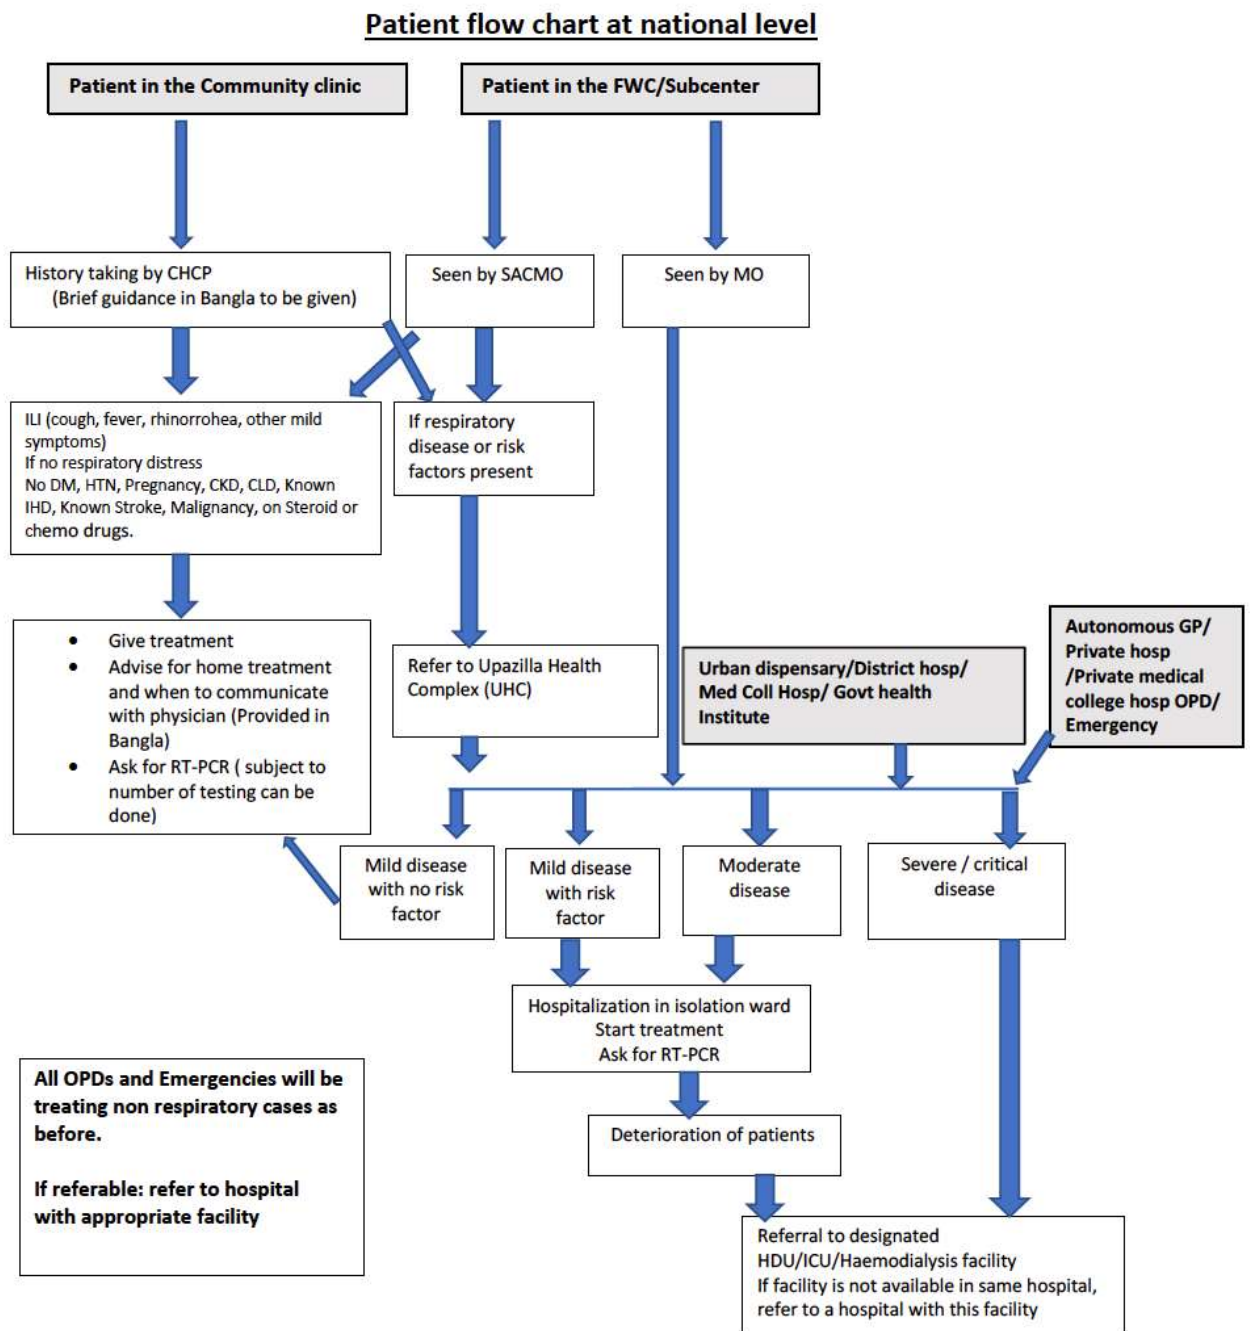 Patient flow chart at national level
Patient in the Community clinic
Patient in the FWC/Subcenter
History taking by CHCP
(Brief guidance in Bangla to be given)
Seen by SACMO
Seen by MO
ILI (cough, fever, rhinorrohea, other mild
symptoms)
If no respiratory distress
No DM, HTN, Pregnancy, CKD, CLD, Known
IHD, Known Stroke, Malignancy, on Steroid or
chemo drugs.
If respiratory
disease or risk
factors present
• Give treatment
• Advise for home treatment
and when to communicate
with physician (Provided in
Bangla)
• Ask for RT-PCR ( subject to
number of testing can be
done)
Refer to Upazilla Health
Complex (UHC)
Urban dispensary/District hosp/
Med Coll Hosp/ Govt health
Institute
Autonomous GP/
Private hosp
/Private medical
college hosp OPD/
Emergency
Mild disease
with no risk
factor
Mild disease
with risk
factor
Moderate
disease
Severe / critical
disease
Hospitalization in isolation ward
Start treatment
Ask for RT-PCR
Deterioration of patients
All OPDs and Emergencies will be
treating non respiratory cases as
before.
If referable: refer to hospital
with appropriate facility
Referral to designated
HDU/ICU/Haemodialysis facility
If facility is not available in same hospital,
refer to a hospital with this facility